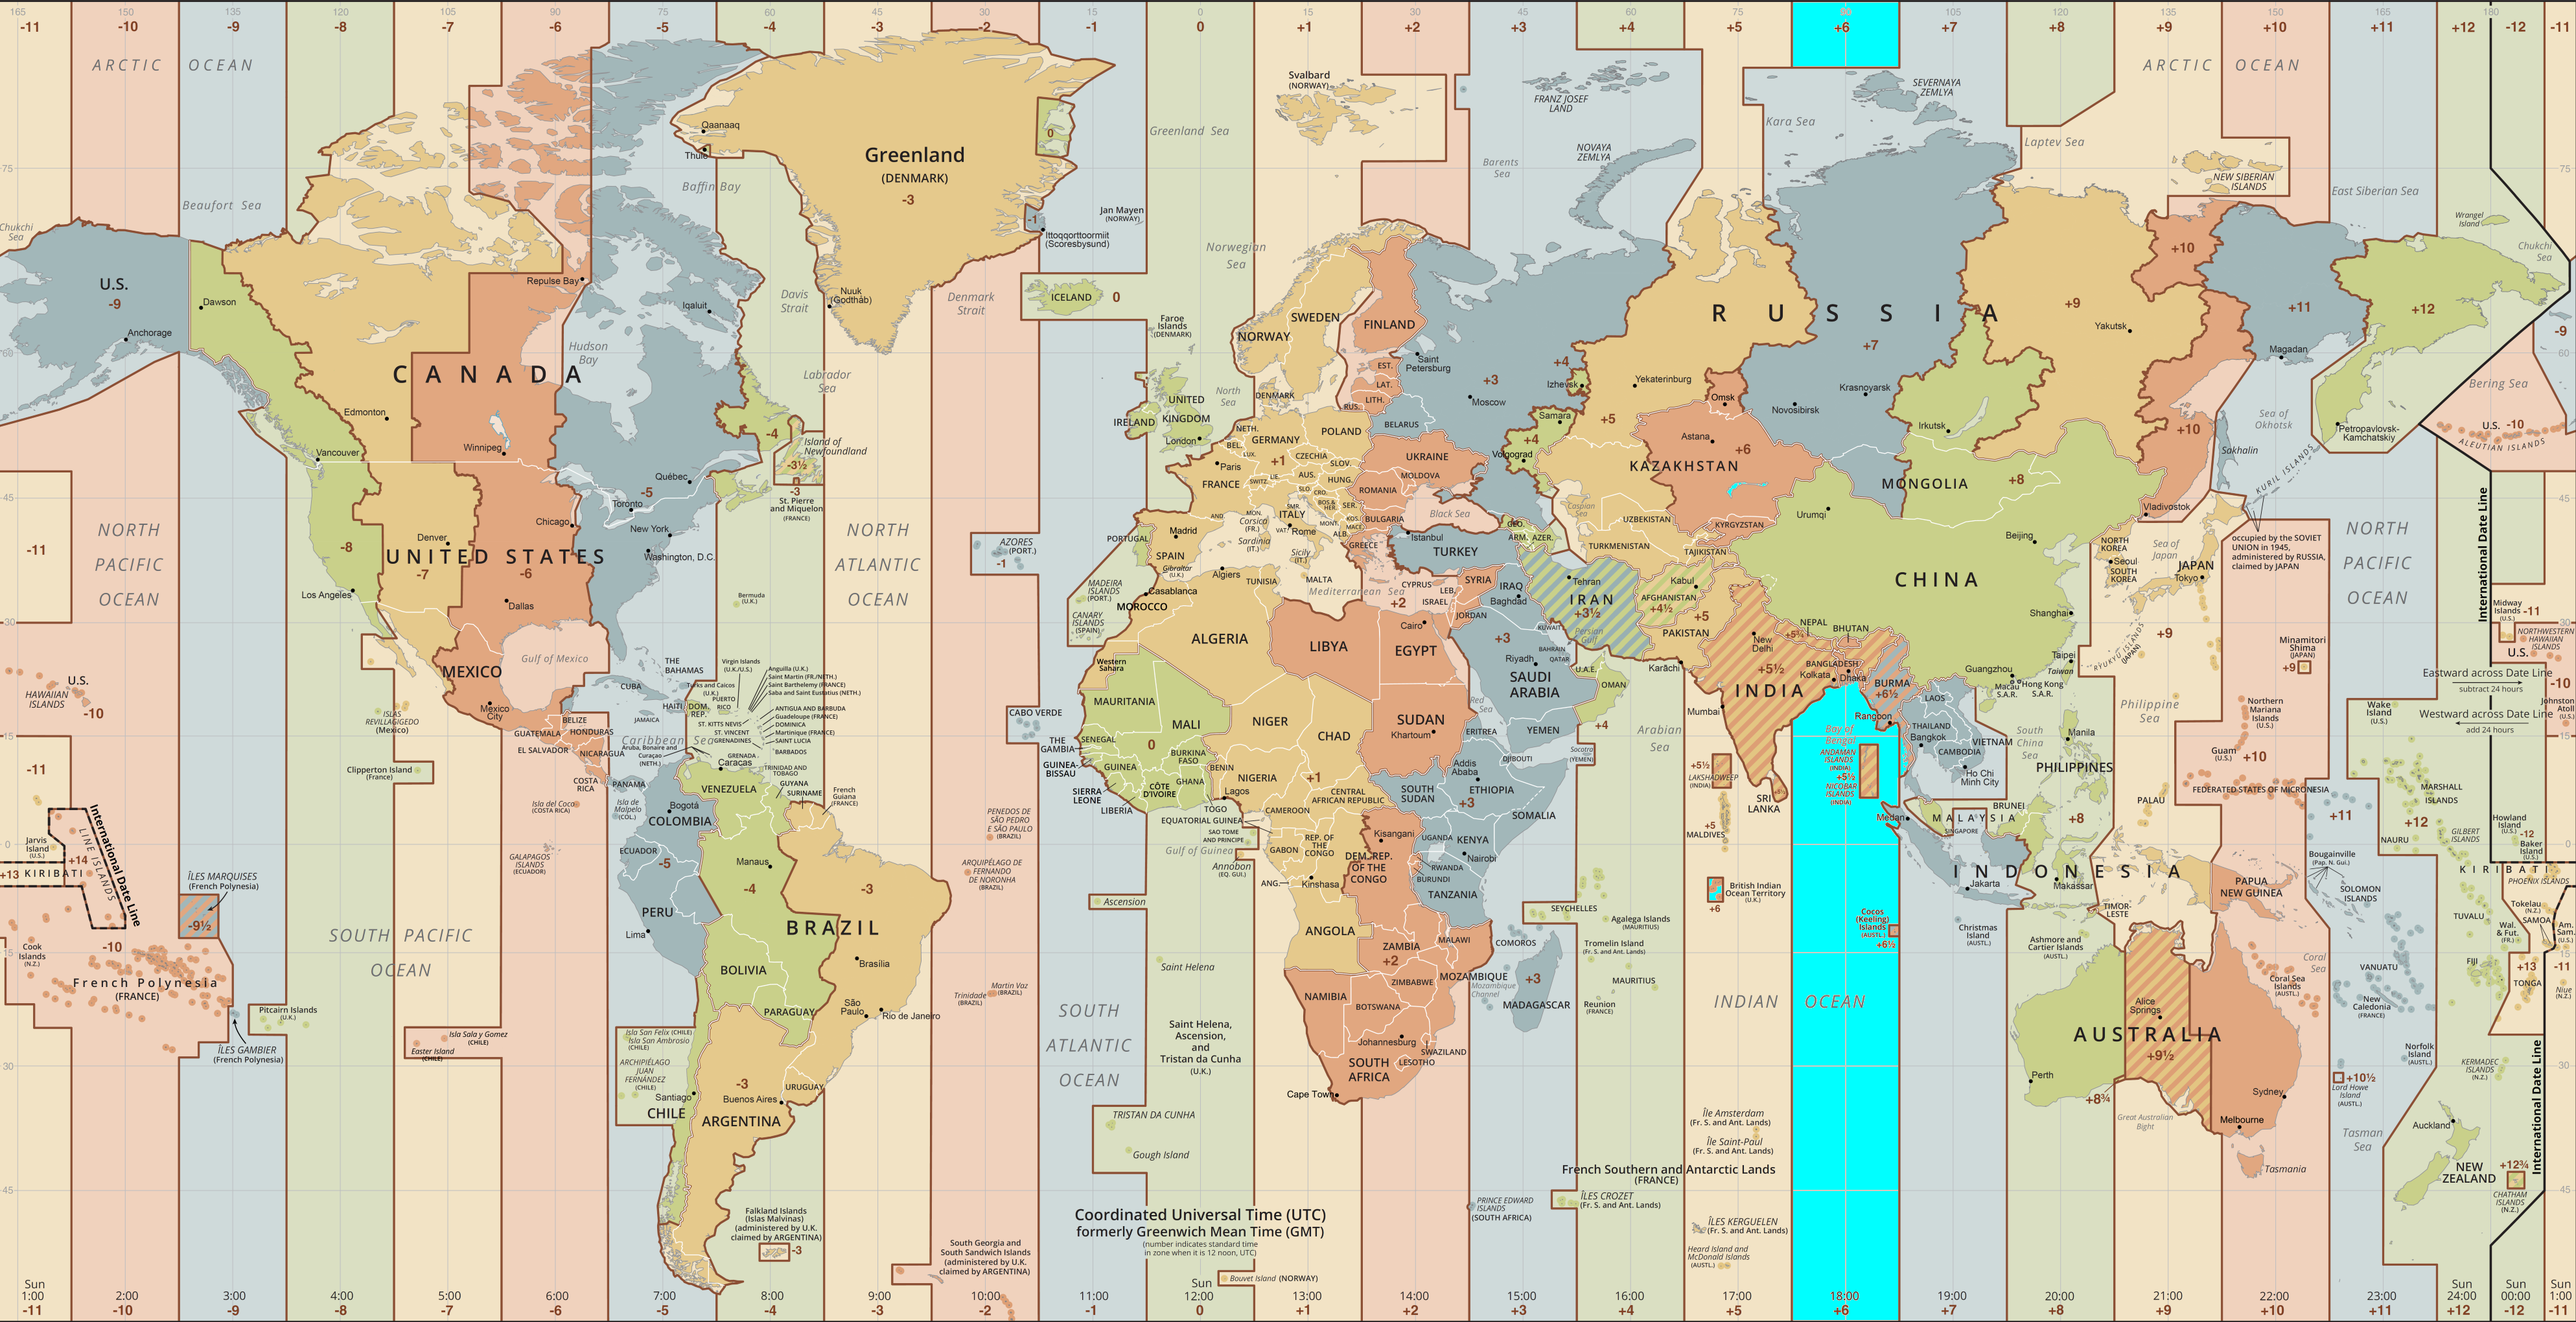 165 150 135 120 105 90 75 60 45 30 15 0 15 30 45 60 75 90 105 120 135 150 165 180
-11 -10 -9 -8 -7 -6 -5 -4 -3 -2 -1 0 +1 +2 +3 +4 +5 +6 +7 +8 +9 +10 +11 +12 -12 -11
ARCTIC OCEAN
ARCTIC OCEAN
Svalbard
(NORWAY)
FRANZ JOSEF
LAND
SEVERNAYA
ZEMLYA
Kara Sea
Laptev Sea
Greenland Sea
Barents
Sea
NOVAYA
ZEMLYA
NEW SIBERIAN
ISLANDS
East Siberian Sea
Wrangel
Island
Chukchi
Sea
Chukchi
Sea
Beaufort Sea
Baffin Bay
Qaanaaq
Thule
Greenland
(DENMARK)
-3
0
-1
Ittoqqortoormiit
(Scoresbysund)
Jan Mayen
(NORWAY)
Norwegian
Sea
Nuuk
(Godthåb)
Davis
Strait
Denmark
Strait
ICELAND
0
Faroe
Islands
(DENMARK)
U.S.
-9
Anchorage
Dawson
Repulse Bay
Iqaluit
Hudson
Bay
Labrador
Sea
CANADA
Edmonton
Winnipeg
Vancouver
Québec
-4
Island of
Newfoundland
-3½
-3
St. Pierre
and Miquelon
(FRANCE)
-5
Toronto
New York
Washington, D.C.
Chicago
Denver
UNITED STATES
-8
-7
-6
Los Angeles
Dallas
NORTH
PACIFIC
OCEAN
-11
U.S.
HAWAIIAN
ISLANDS
-10
NORTH
ATLANTIC
OCEAN
Bermuda
(U.K.)
AZORES
(PORT.)
-1
MADEIRA
ISLANDS
(PORT.)
CANARY
ISLANDS
(SPAIN)
Gulf of Mexico
MEXICO
Mexico
City
ISLAS
REVILLAGIGEDO
(Mexico)
Clipperton Island
(France)
THE
BAHAMAS
CUBA
JAMAICA
HAITI
DOM.
REP.
PUERTO
RICO
Turks and Caicos
(U.K.)
Virgin Islands
(U.K./U.S.)
Anguilla (U.K.)
Saint Martin (FR./NETH.)
Saint Barthelemy (FRANCE)
Saba and Saint Eustatius (NETH.)
ANTIGUA AND BARBUDA
Guadeloupe (FRANCE)
DOMINICA
Martinique (FRANCE)
SAINT LUCIA
BARBADOS
ST. KITTS NEVIS
ST. VINCENT
GRENADINES
GRENADA
TRINIDAD AND
TOBAGO
Caribbean Sea
Aruba, Bonaire and
Curaçao
(NETH.)
BELIZE
HONDURAS
GUATEMALA
EL SALVADOR
NICARAGUA
COSTA
RICA
PANAMA
Isla del Coco
(COSTA RICA)
Isla de
Malpelo
(COL.)
Caracas
VENEZUELA
GUYANA
SURINAME
French
Guiana
(FRANCE)
Bogotá
COLOMBIA
ECUADOR
-5
GALAPAGOS
ISLANDS
(ECUADOR)
Manaus
-4
-3
PERU
Lima
BRAZIL
BOLIVIA
Brasília
PARAGUAY
São
Paulo
Rio de Janeiro
Isla San Felix (CHILE)
Isla San Ambrosio
(CHILE)
ARCHIPIÉLAGO
JUAN
FERNÁNDEZ
(CHILE)
Santiago
CHILE
-3
URUGUAY
Buenos Aires
ARGENTINA
Falkland Islands
(Islas Malvinas)
(administered by U.K.
claimed by ARGENTINA)
-3
South Georgia and
South Sandwich Islands
(administered by U.K.
claimed by ARGENTINA)
PENEDOS DE
SÃO PEDRO
E SÃO PAULO
(BRAZIL)
ARQUIPÉLAGO DE
FERNANDO
DE NORONHA
(BRAZIL)
Martin Vaz
(BRAZIL)
Trinidade
(BRAZIL)
SOUTH PACIFIC
OCEAN
Easter Island
(CHILE)
Isla Sala y Gomez
(CHILE)
Pitcairn Islands
(U.K.)
ÎLES GAMBIER
(French Polynesia)
ÎLES MARQUISES
(French Polynesia)
-9½
-10
French Polynesia
(FRANCE)
Cook
Islands
(N.Z.)
Jarvis
Island
(U.S.)
-11
International Date Line
LINE ISLANDS
+14
+13
KIRIBATI
SOUTH
ATLANTIC
OCEAN
Ascension
Saint Helena
Saint Helena,
Ascension,
and
Tristan da Cunha
(U.K.)
TRISTAN DA CUNHA
Gough Island
Bouvet Island (NORWAY)
Coordinated Universal Time (UTC)
formerly Greenwich Mean Time (GMT)
(number indicates standard time
in zone when it is 12 noon, UTC)
UNITED
KINGDOM
IRELAND
London
North
Sea
NORWAY
SWEDEN
FINLAND
EST.
LAT.
LITH.
RUS.
DENMARK
NETH.
BEL.
LUX.
GERMANY
POLAND
BELARUS
Paris
FRANCE
SWITZ.
LIE.
+1
CZECHIA
SLOV.
AUS.
HUNG.
SLO.
CRO.
BOS.&
HER.
SER.
MONT.
KOS.
MACE.
ALB.
UKRAINE
MOLDOVA
ROMANIA
BULGARIA
GREECE
Black Sea
AND.
MON.
Corsica
(FR.)
SMR.
ITALY
VAT.
Rome
Sardinia
(IT.)
Sicily
(IT.)
PORTUGAL
Madrid
SPAIN
Gibraltar
(U.K.)
Algiers
TUNISIA
MALTA
Mediterranean Sea
Casablanca
MOROCCO
Western
Sahara
ALGERIA
LIBYA
EGYPT
Cairo
+2
CYPRUS
LEB.
ISRAEL
SYRIA
JORDAN
Istanbul
TURKEY
IRAQ
Baghdad
KUWAIT
+3
BAHRAIN
QATAR
Riyadh
SAUDI
ARABIA
U.A.E.
OMAN
+4
YEMEN
Socotra
(YEMEN)
Red
Sea
CABO VERDE
MAURITANIA
MALI
SENEGAL
THE
GAMBIA
GUINEA-
BISSAU
GUINEA
SIERRA
LEONE
LIBERIA
CÔTE
D'IVOIRE
BURKINA
FASO
GHANA
TOGO
BENIN
0
NIGER
CHAD
NIGERIA
Lagos
+1
CENTRAL
AFRICAN REPUBLIC
CAMEROON
EQUATORIAL GUINEA
SAO TOME
AND PRINCIPE
Gulf of Guinea
Annobón
(EQ. GUI.)
GABON
REP. OF
THE
CONGO
ANG.
Kinshasa
Kisangani
DEM. REP.
OF THE
CONGO
SUDAN
Khartoum
SOUTH
SUDAN
ERITREA
DJIBOUTI
Addis
Ababa
ETHIOPIA
+3
SOMALIA
UGANDA
KENYA
Nairobi
RWANDA
BURUNDI
TANZANIA
ANGOLA
ZAMBIA
+2
MALAWI
MOZAMBIQUE
Mozambique
Channel
ZIMBABWE
NAMIBIA
BOTSWANA
Johannesburg
SWAZILAND
LESOTHO
SOUTH
AFRICA
Cape Town
COMOROS
+3
MADAGASCAR
SEYCHELLES
Agalega Islands
(MAURITIUS)
Tromelin Island
(Fr. S. and Ant. Lands)
MAURITIUS
Reunion
(FRANCE)
PRINCE EDWARD
ISLANDS
(SOUTH AFRICA)
ÎLES CROZET
(Fr. S. and Ant. Lands)
French Southern and Antarctic Lands
(FRANCE)
Île Amsterdam
(Fr. S. and Ant. Lands)
Île Saint-Paul
(Fr. S. and Ant. Lands)
ÎLES KERGUELEN
(Fr. S. and Ant. Lands)
Heard Island and
McDonald Islands
(AUSTL.)
RUSSIA
Saint
Petersburg
Moscow
+3
+4
Izhevsk
Samara
+4
Volgograd
Yekaterinburg
+5
Omsk
Novosibirsk
+7
Krasnoyarsk
Irkutsk
+9
Yakutsk
+10
+10
+11
Magadan
+12
Petropavlovsk-
Kamchatskiy
Sea of
Okhotsk
Sakhalin
KURIL ISLANDS
Vladivostok
occupied by the SOVIET
UNION in 1945,
administered by RUSSIA,
claimed by JAPAN
Bering Sea
-9
U.S. -10
ALEUTIAN ISLANDS
Astana
+6
KAZAKHSTAN
Caspian
Sea
GEO.
ARM.
AZER.
UZBEKISTAN
TURKMENISTAN
KYRGYZSTAN
TAJIKISTAN
Tehran
IRAN
+3½
Persian
Gulf
Kabul
AFGHANISTAN
+4½
+5
PAKISTAN
Karāchi
Urumqi
MONGOLIA
+8
Beijing
CHINA
Shanghai
Guangzhou
Macau
S.A.R.
Hong Kong
S.A.R.
Taipei
Taiwan
NORTH
KOREA
Seoul
SOUTH
KOREA
Sea of
Japan
JAPAN
Tokyo
+9
RYUKYU ISLANDS
(JAPAN)
New
Delhi
+5¾
NEPAL
BHUTAN
BANGLADESH
Kolkata
Dhaka
+5½
INDIA
Mumbai
BURMA
+6½
Rangoon
Arabian
Sea
+5½
LAKSHADWEEP
(INDIA)
SRI
LANKA
+5
MALDIVES
British Indian
Ocean Territory
(U.K.)
+6
Bay of
Bengal
ANDAMAN
ISLANDS
(INDIA)
+5½
NICOBAR
ISLANDS
(INDIA)
LAOS
THAILAND
Bangkok
VIETNAM
CAMBODIA
Ho Chi
Minh City
South
China
Sea
Manila
PHILIPPINES
Philippine
Sea
BRUNEI
MALAYSIA
SINGAPORE
Medan
+8
PALAU
INDONESIA
Jakarta
Makassar
TIMOR-
LESTE
Cocos
(Keeling)
Islands
(AUSTL.)
+6½
Christmas
Island
(AUSTL.)
Ashmore and
Cartier Islands
(AUSTL.)
INDIAN OCEAN
Northern
Mariana
Islands
(U.S.)
Guam
(U.S.)
+10
FEDERATED STATES OF MICRONESIA
+11
Minamitori
Shima
(JAPAN)
+9
NORTH
PACIFIC
OCEAN
International Date Line
Midway
Islands
(U.S.)
-11
NORTHWESTERN
HAWAIIAN
ISLANDS
U.S.
-10
Eastward across Date Line
subtract 24 hours
Westward across Date Line
add 24 hours
Johnston
Atoll
(U.S.)
Wake
Island
(U.S.)
MARSHALL
ISLANDS
+12
NAURU
GILBERT
ISLANDS
Howland
Island
(U.S.)
-12
Baker
Island
(U.S.)
KIRIBATI
PHOENIX ISLANDS
Bougainville
(Pap. N. Gui.)
PAPUA
NEW GUINEA
SOLOMON
ISLANDS
TUVALU
Tokelau
(N.Z.)
SAMOA
Am.
Sam.
(U.S.)
Wal.
& Fut.
(FR.)
FIJI
+13
TONGA
-11
Niue
(N.Z.)
Coral
Sea
Coral Sea
Islands
(AUSTL.)
VANUATU
New
Caledonia
(FRANCE)
Alice
Springs
AUSTRALIA
+9½
Perth
+8¾
Great Australian
Bight
Sydney
Melbourne
Tasmania
+10½
Lord Howe
Island
(AUSTL.)
Norfolk
Island
(AUSTL.)
KERMADEC
ISLANDS
(N.Z.)
Tasman
Sea
Auckland
NEW
ZEALAND
+12¾
CHATHAM
ISLANDS
(N.Z.)
International Date Line
75
60
45
30
15
0
15
30
45
Sun Sun Sun Sun Sun
1:00 2:00 3:00 4:00 5:00 6:00 7:00 8:00 9:00 10:00 11:00 12:00 13:00 14:00 15:00 16:00 17:00 18:00 19:00 20:00 21:00 22:00 23:00 24:00 00:00 1:00
-11 -10 -9 -8 -7 -6 -5 -4 -3 -2 -1 0 +1 +2 +3 +4 +5 +6 +7 +8 +9 +10 +11 +12 -12 -11